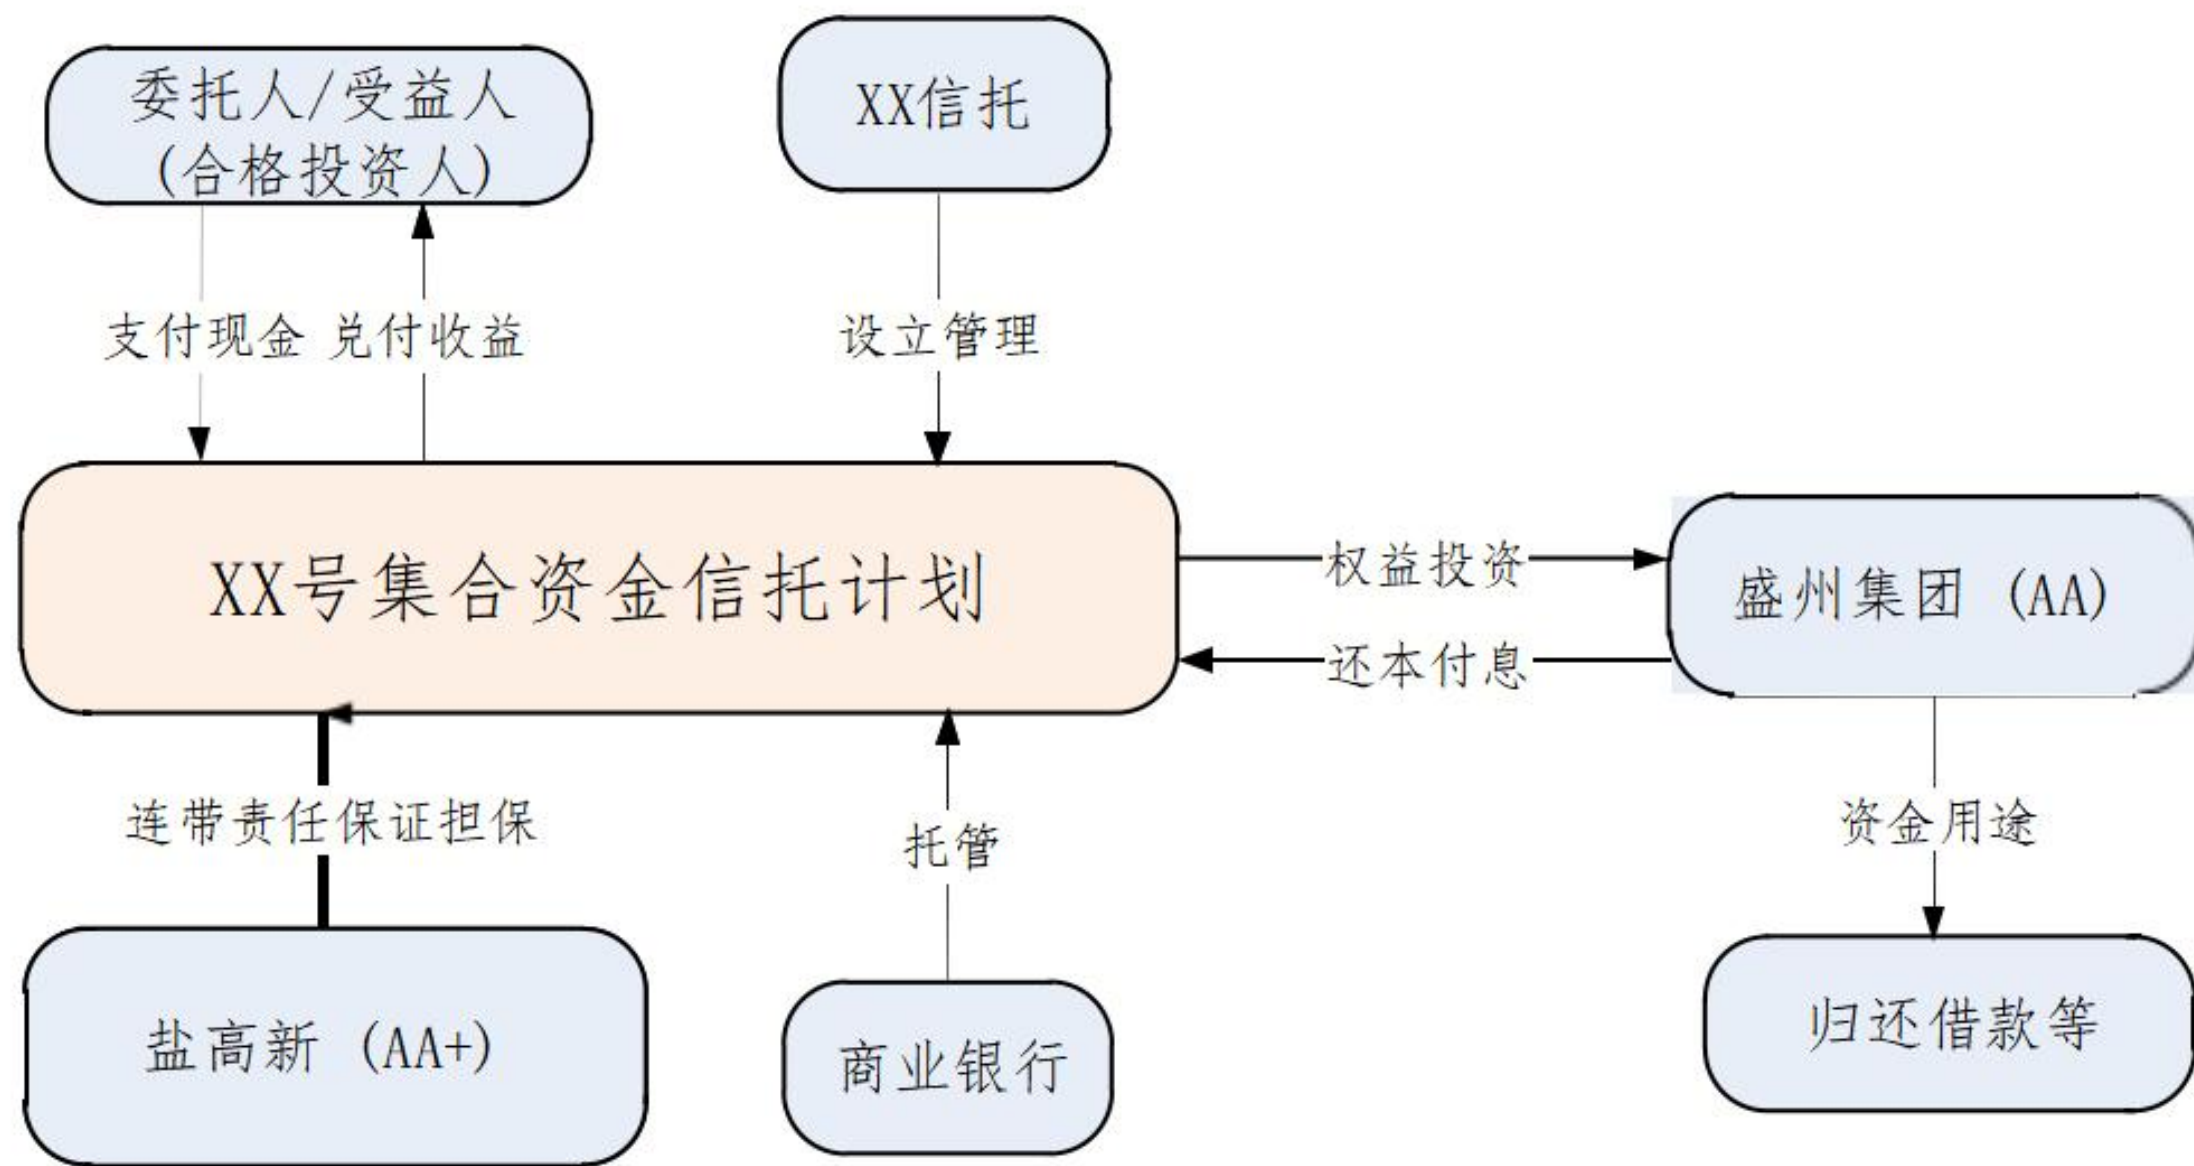 委托人/受益人
(合格投资人)
XX信托
支付现金 兑付收益
设立管理
XX号集合资金信托计划
权益投资
还本付息
盛州集团 (AA)
连带责任保证担保
托管
资金用途
盐高新 (AA+)
商业银行
归还借款等